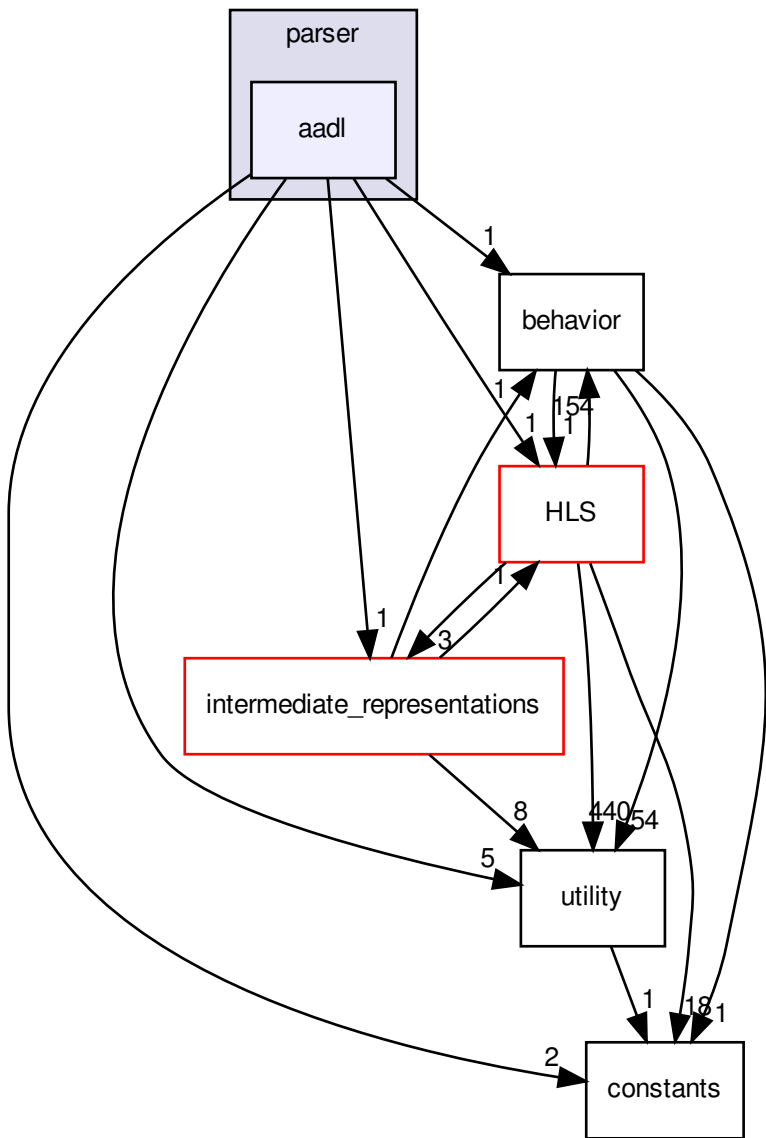 parser
aadl
1
behavior
1
154
1
1
HLS
1
1
3
intermediate_representations
8
440
54
5
utility
1
18
1
2
constants